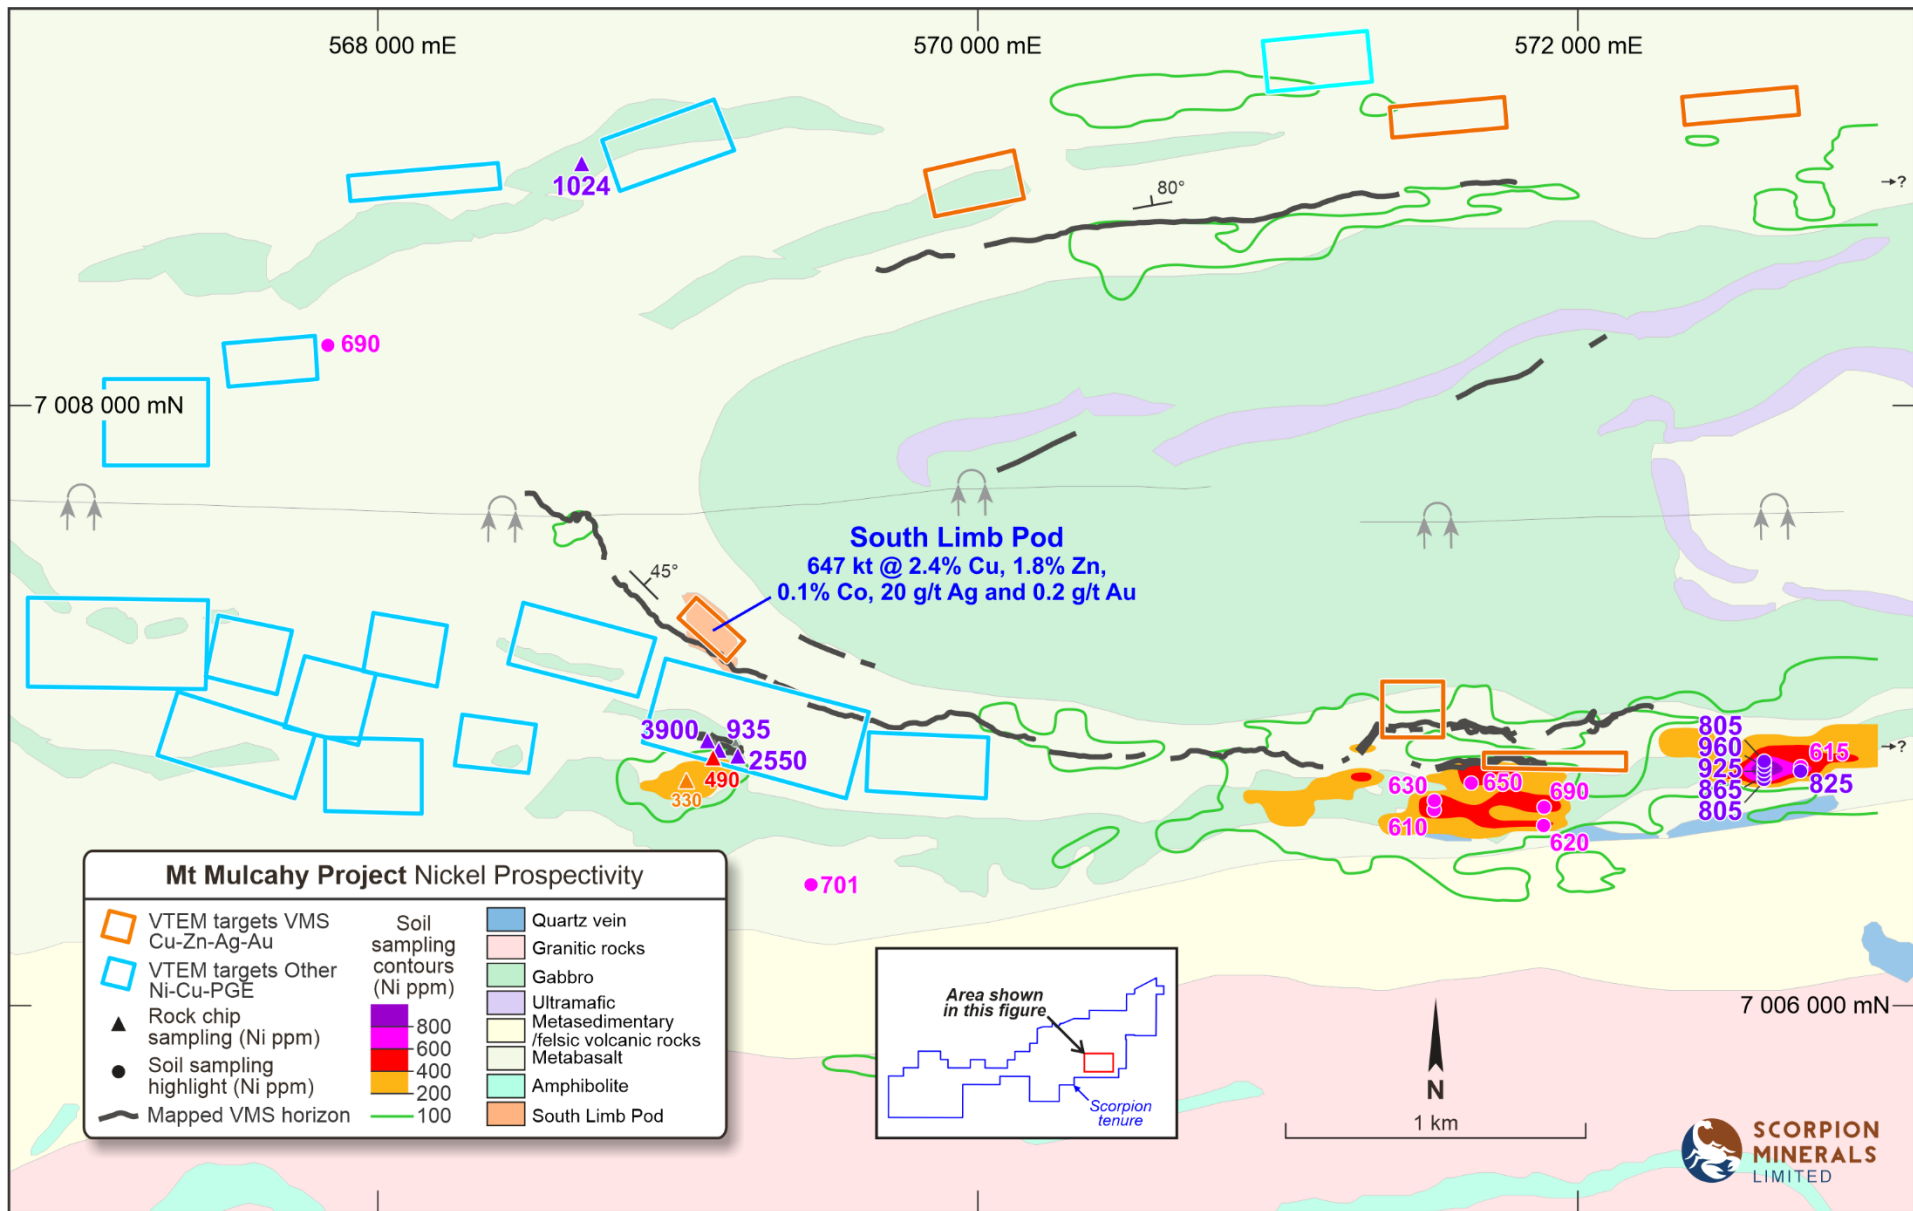 568 000 mE
570 000 mE
572 000 mE
1024
80°
?
690
7 008 000 mN
South Limb Pod
647 kt @ 2.4% Cu, 1.8% Zn,
0.1% Co, 20 g/t Ag and 0.2 g/t Au
45°
3900
935
2550
490
330
805
960
925
865
805
615
825
?
630
650
690
610
620
701
Mt Mulcahy Project Nickel Prospectivity
VTEM targets VMS
Cu-Zn-Ag-Au
VTEM targets Other
Ni-Cu-PGE
Rock chip
sampling (Ni ppm)
Soil sampling
highlight (Ni ppm)
Mapped VMS horizon
Soil
sampling
contours
(Ni ppm)
800
600
400
200
100
Quartz vein
Granitic rocks
Gabbro
Ultramafic
Metasedimentary
/felsic volcanic rocks
Metabasalt
Amphibolite
South Limb Pod
Area shown
in this figure
Scorpion
tenure
7 006 000 mN
N
1 km
SCORPION
MINERALS
LIMITED